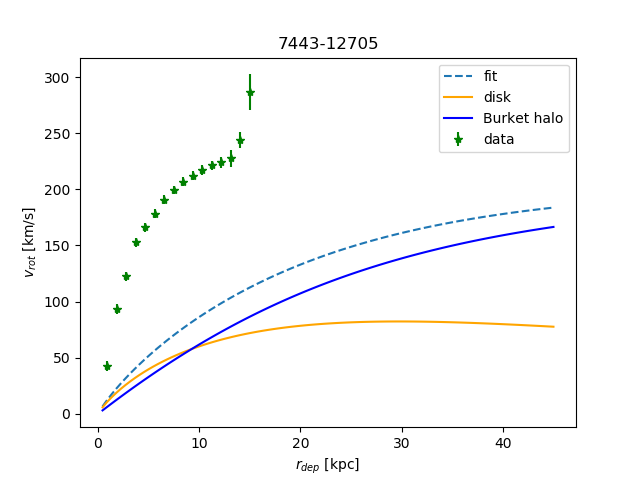 7443-12705
300
250
200
150
100
50
0
v_rot [km/s]
fit
disk
Burket halo
data
0 10 20 30 40
r_dep [kpc]